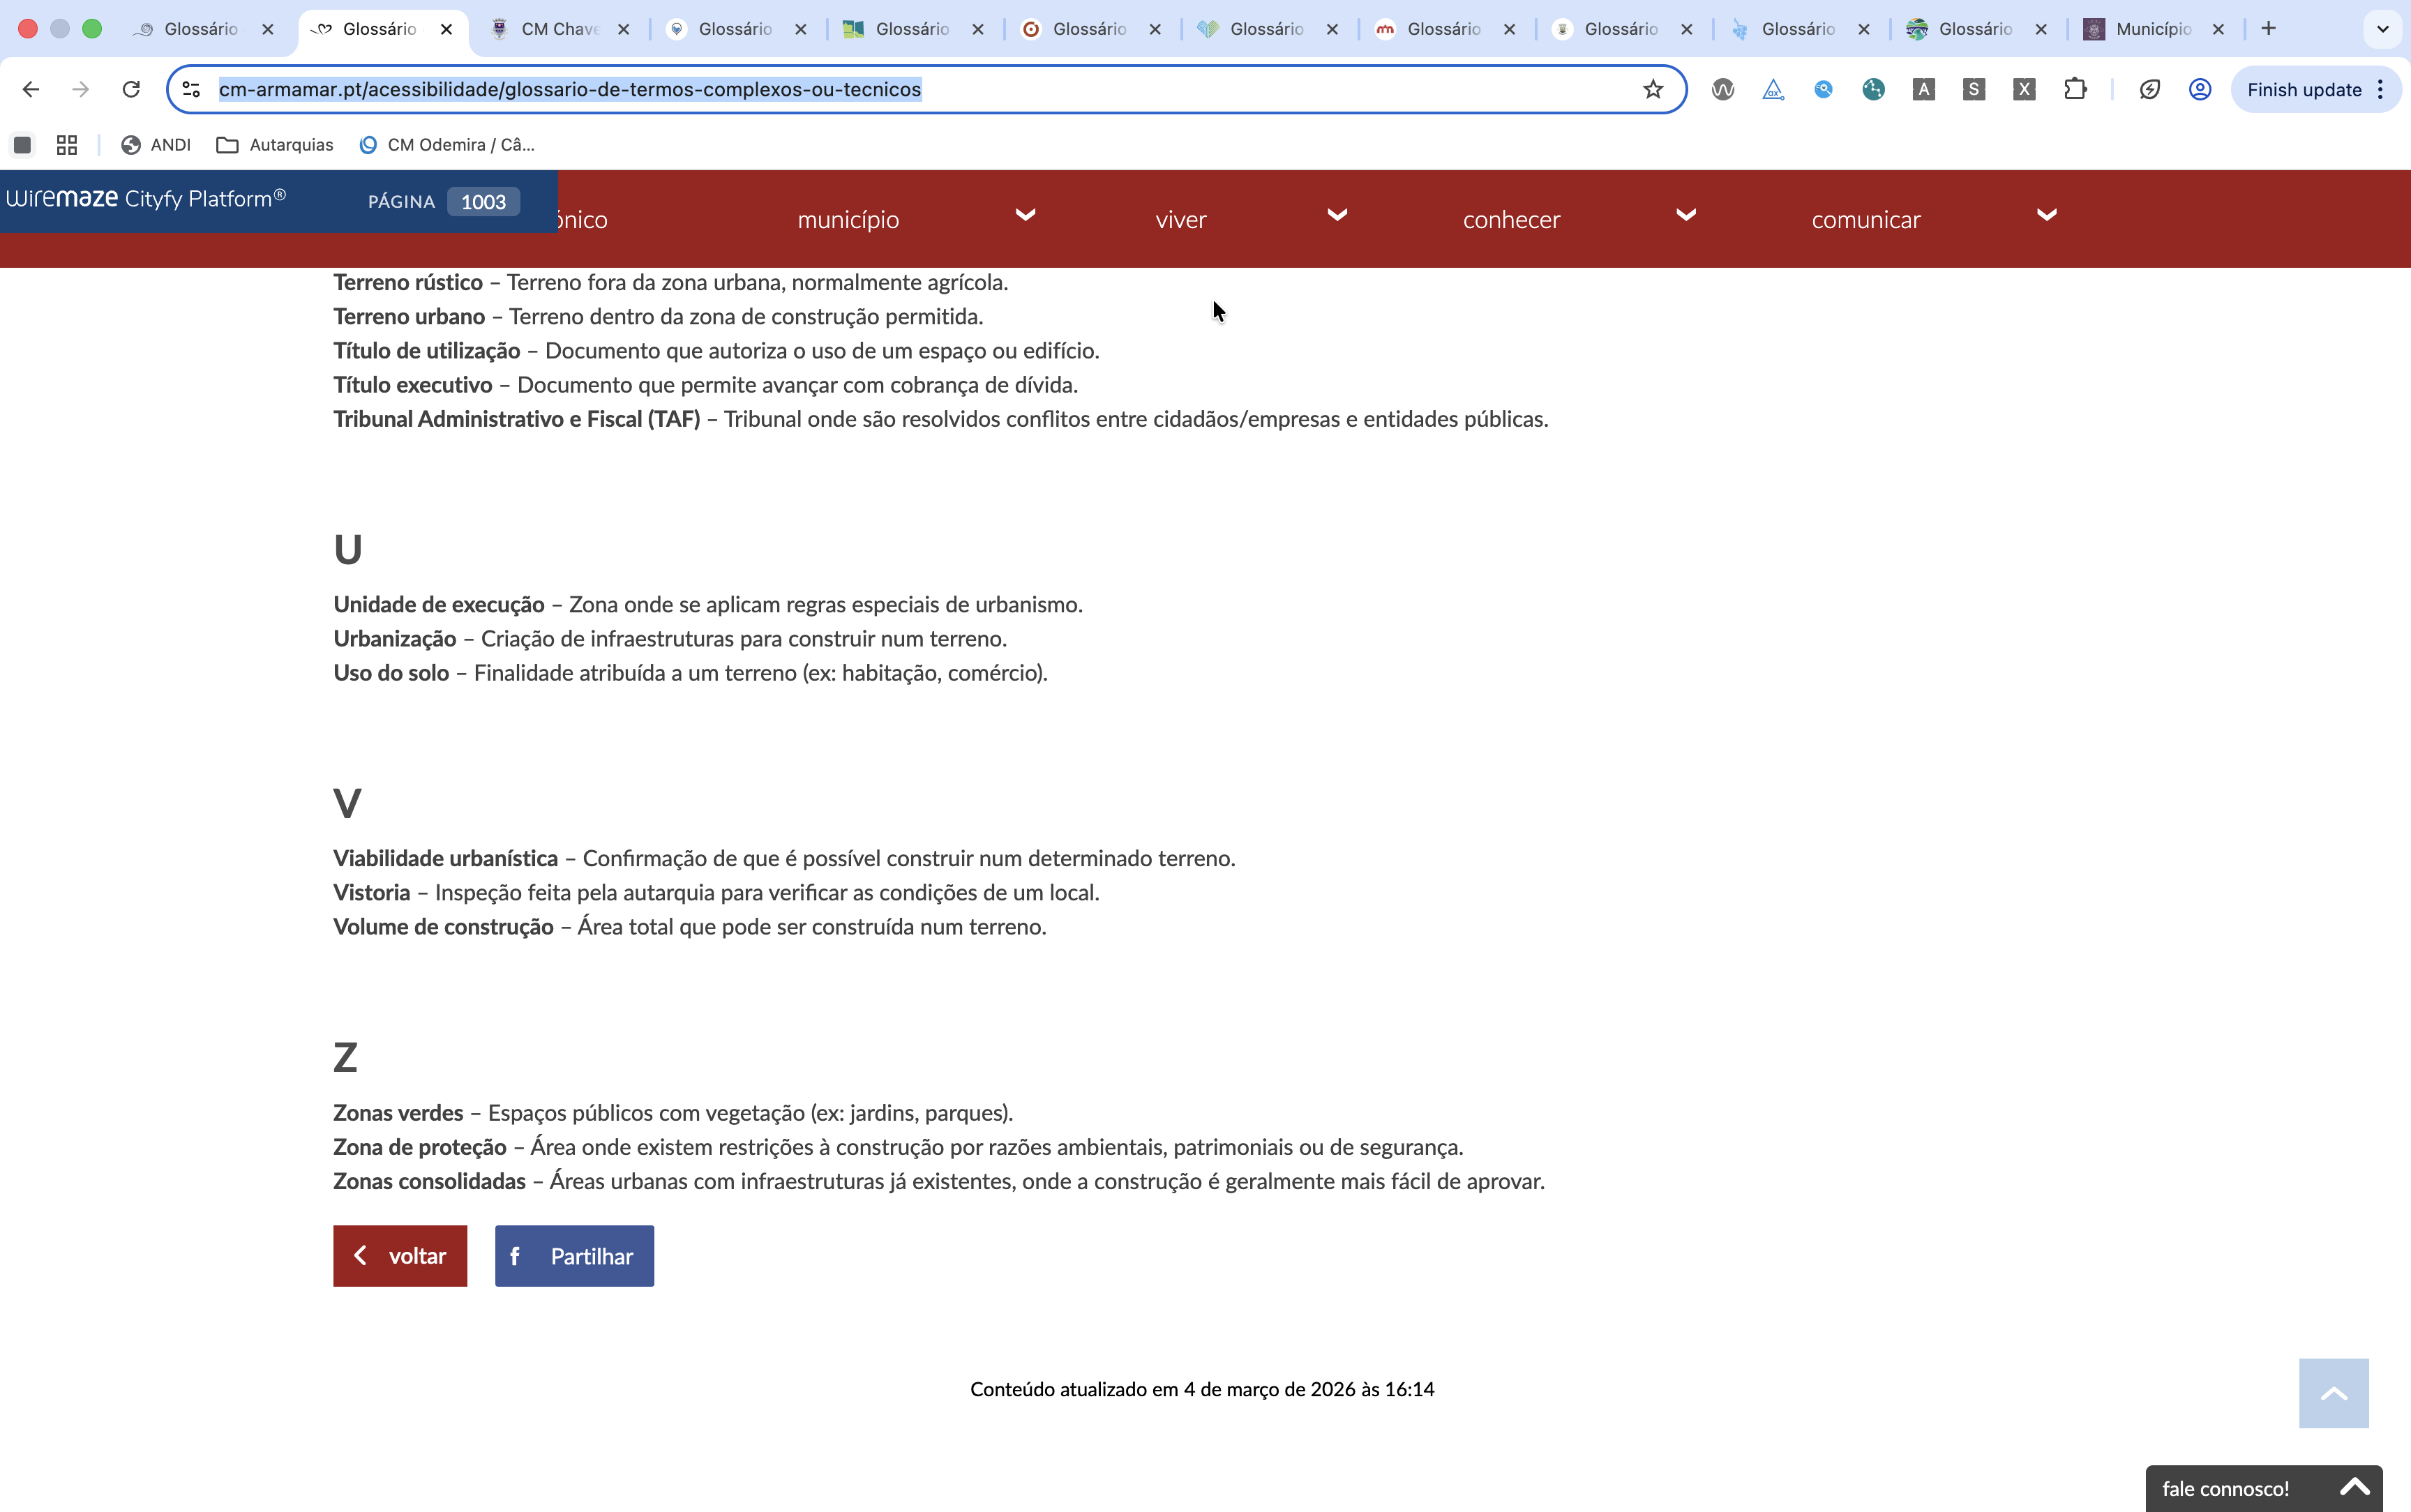 Glossário
Glossário
CM Chave
Glossário
Glossário
Glossário
Glossário
Glossário
Glossário
Glossário
Glossário
Município
cm-armamar.pt/acessibilidade/glossario-de-termos-complexos-ou-tecnicos
Finish update
ANDI
Autarquias
CM Odemira / Câ...
wiremaze Cityfy Platform®
PÁGINA 1003
ónico
município
viver
conhecer
comunicar
Terreno rústico – Terreno fora da zona urbana, normalmente agrícola.
Terreno urbano – Terreno dentro da zona de construção permitida.
Título de utilização – Documento que autoriza o uso de um espaço ou edifício.
Título executivo – Documento que permite avançar com cobrança de dívida.
Tribunal Administrativo e Fiscal (TAF) – Tribunal onde são resolvidos conflitos entre cidadãos/empresas e entidades públicas.
U
Unidade de execução – Zona onde se aplicam regras especiais de urbanismo.
Urbanização – Criação de infraestruturas para construir num terreno.
Uso do solo – Finalidade atribuída a um terreno (ex: habitação, comércio).
V
Viabilidade urbanística – Confirmação de que é possível construir num determinado terreno.
Vistoria – Inspeção feita pela autarquia para verificar as condições de um local.
Volume de construção – Área total que pode ser construída num terreno.
Z
Zonas verdes – Espaços públicos com vegetação (ex: jardins, parques).
Zona de proteção – Área onde existem restrições à construção por razões ambientais, patrimoniais ou de segurança.
Zonas consolidadas – Áreas urbanas com infraestruturas já existentes, onde a construção é geralmente mais fácil de aprovar.
voltar
f Partilhar
Conteúdo atualizado em 4 de março de 2026 às 16:14
fale connosco!